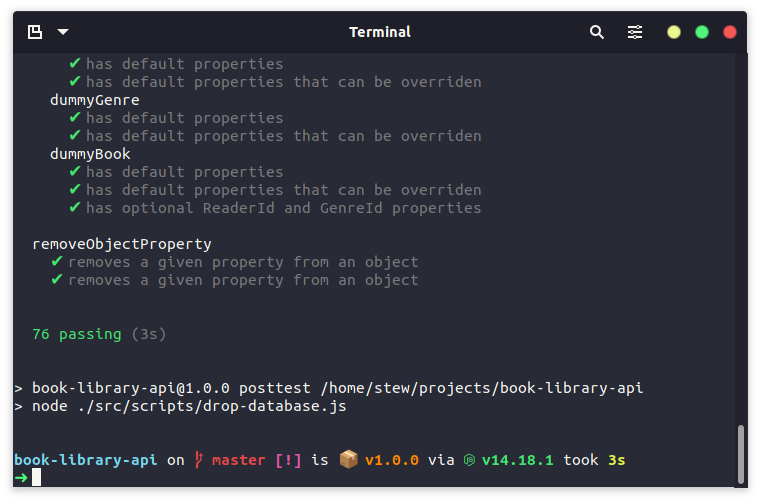 Terminal
✔ has default properties
✔ has default properties that can be overriden
dummyGenre
✔ has default properties
✔ has default properties that can be overriden
dummyBook
✔ has default properties
✔ has default properties that can be overriden
✔ has optional ReaderId and GenreId properties
removeObjectProperty
✔ removes a given property from an object
✔ removes a given property from an object
76 passing (3s)
> book-library-api@1.0.0 posttest /home/stew/projects/book-library-api
> node ./src/scripts/drop-database.js
book-library-api on master [!] is 📦 v1.0.0 via v14.18.1 took 3s
➜